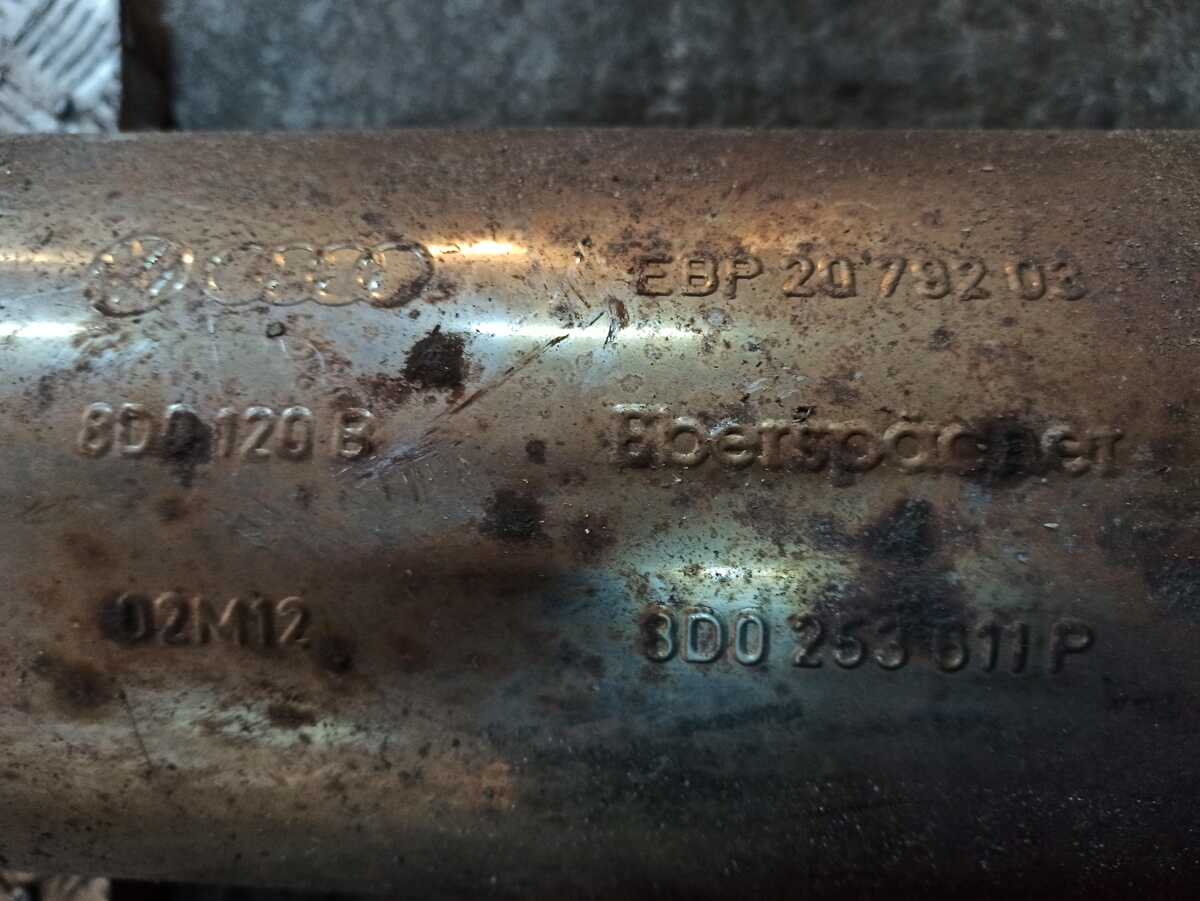 EBP 20 792 03
8D0 120 B
Eberspächer
02M12
8D0 253 611 P